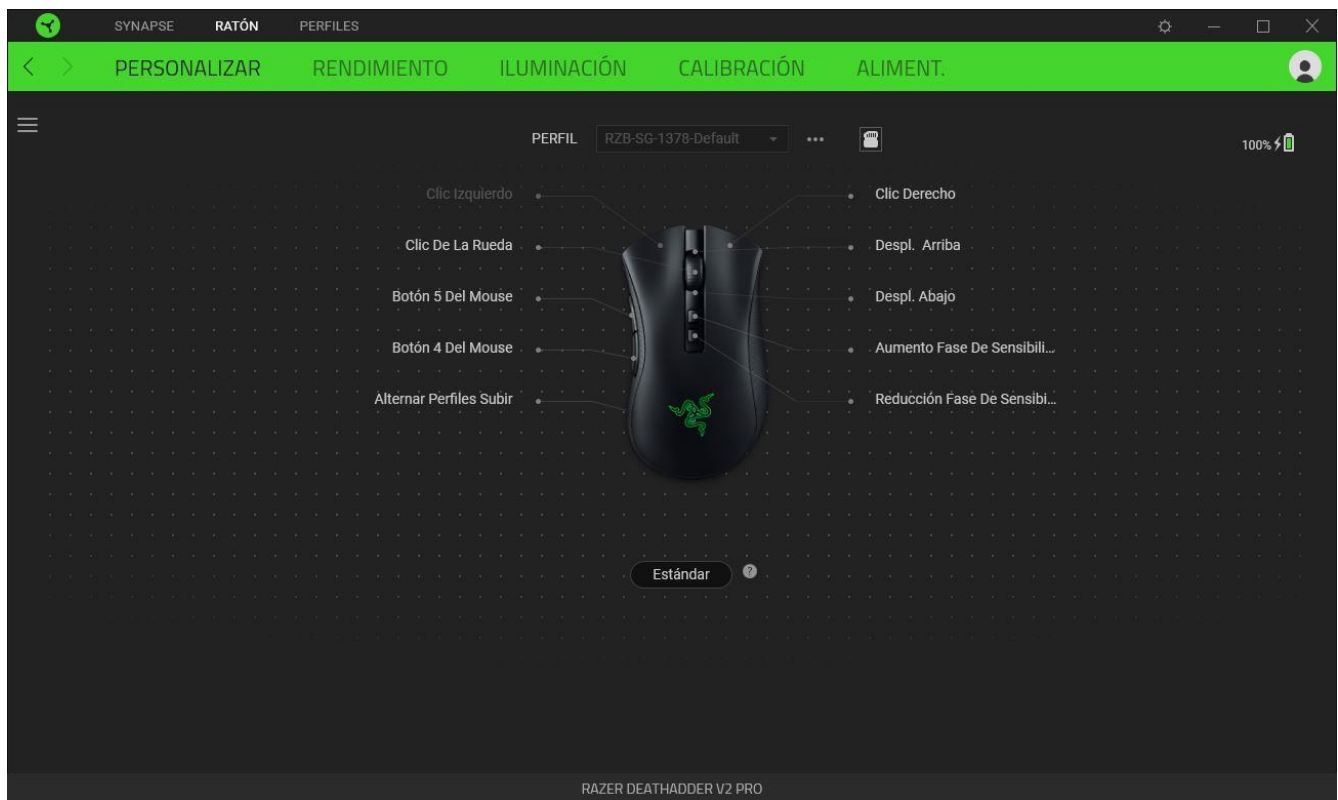 SYNAPSE RATÓN PERFILES
PERSONALIZAR RENDIMIENTO ILUMINACIÓN CALIBRACIÓN ALIMENT.
PERFIL RZB-SG-1378-Default
100%
Clic Izquierdo Clic Derecho
Clic De La Rueda Despl. Arriba
Botón 5 Del Mouse Despl. Abajo
Botón 4 Del Mouse Aumento Fase De Sensibili...
Alternar Perfiles Subir Reducción Fase De Sensibi...
Estándar ?
RAZER DEATHADDER V2 PRO